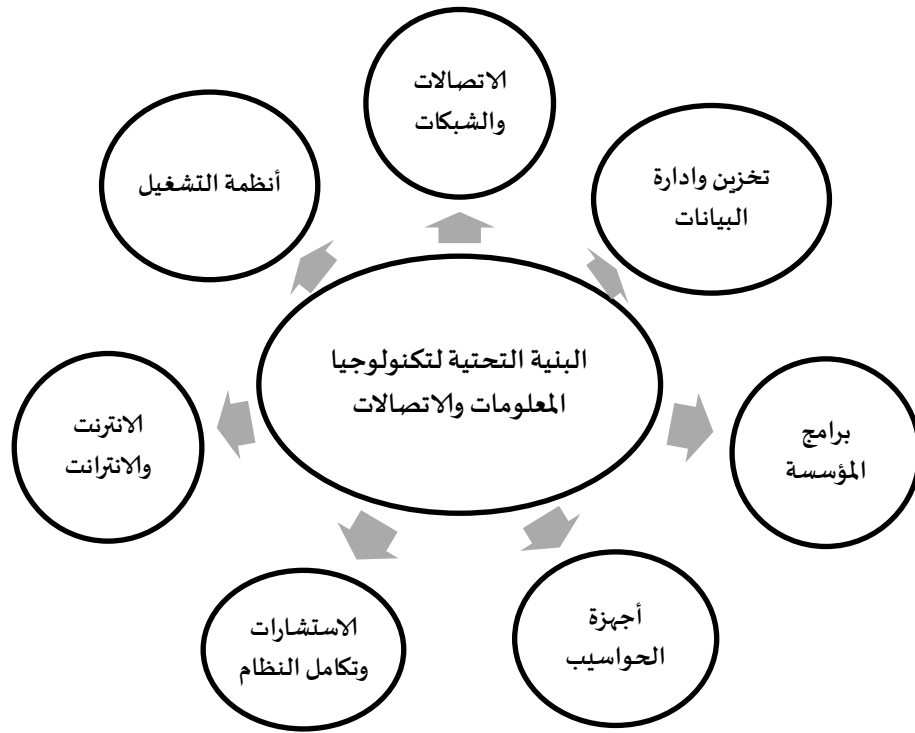 الاتصالات
والشبكات
تخزين وادارة
البيانات
أنظمة التشغيل
البنية التحتية لتكنولوجيا
المعلومات والاتصالات
برامج
المؤسسة
الانترنت
والانترانت
أجهزة
الحواسيب
الاستشارات
وتكامل النظام